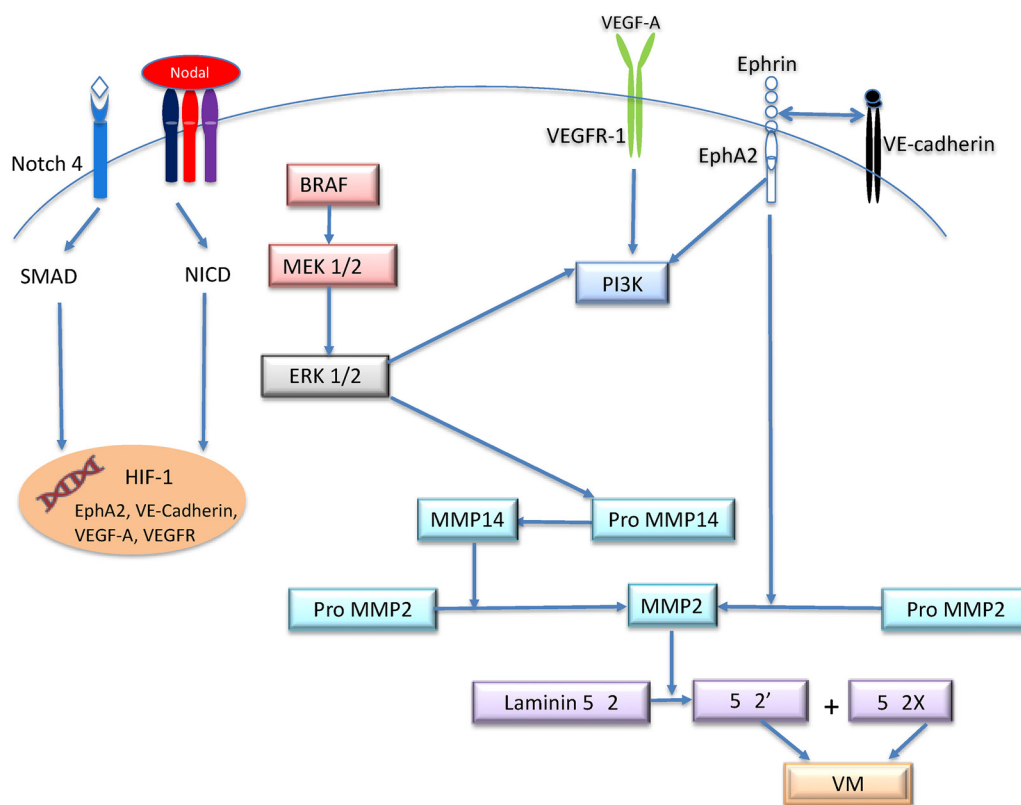 VEGF-A
Nodal
Ephrin
Notch 4
VEGFR-1
EphA2
VE-cadherin
BRAF
SMAD
NICD
MEK 1/2
PI3K
ERK 1/2
HIF-1
EphA2, VE-Cadherin,
VEGF-A, VEGFR
MMP14
Pro MMP14
Pro MMP2
MMP2
Pro MMP2
Laminin 5 2
5 2’
+
5 2X
VM